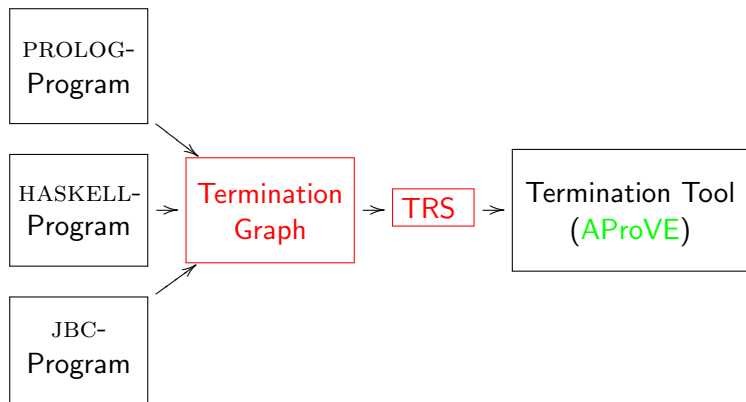 PROLOG-
Program
HASKELL-
Program
JBC-
Program
Termination
Graph
TRS
Termination Tool
(AProVE)